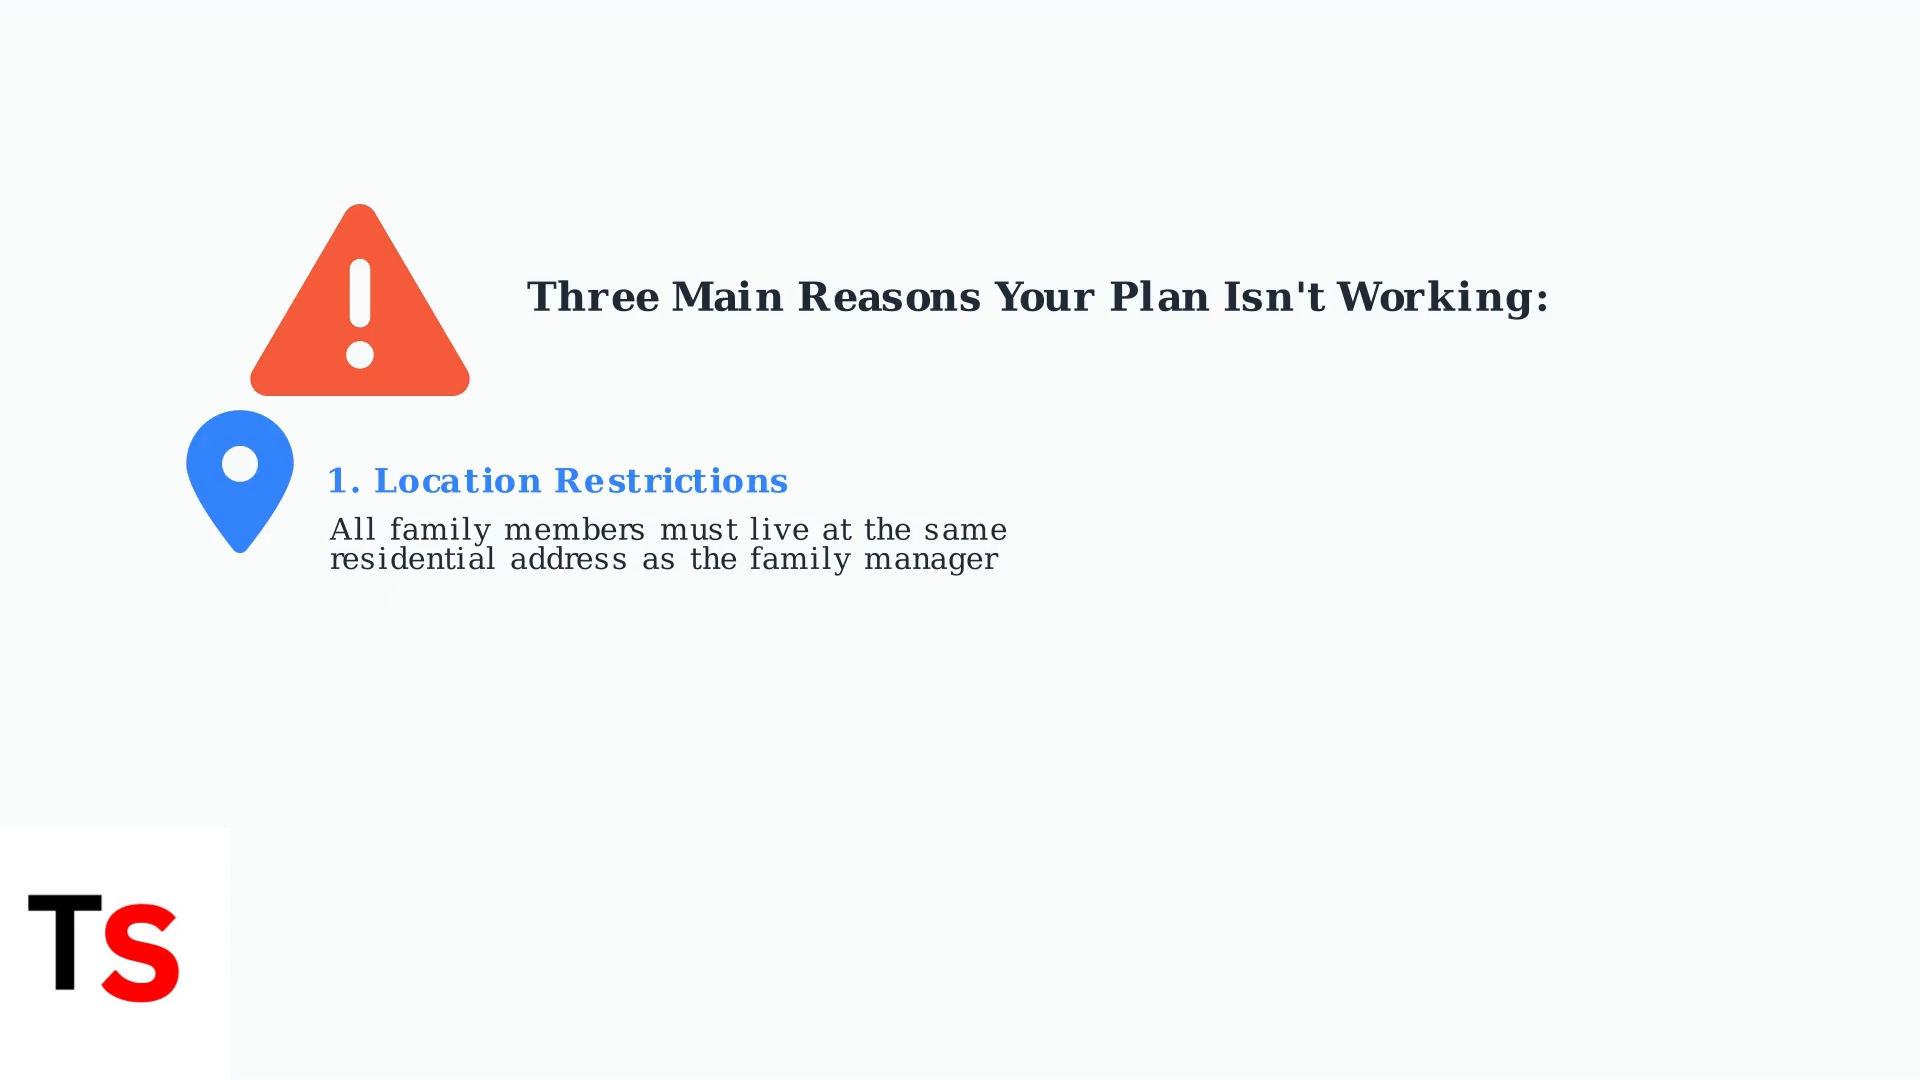 Three Main Reasons Your Plan Isn't Working:
1. Location Restrictions
All family members must live at the same
residential address as the family manager
TS